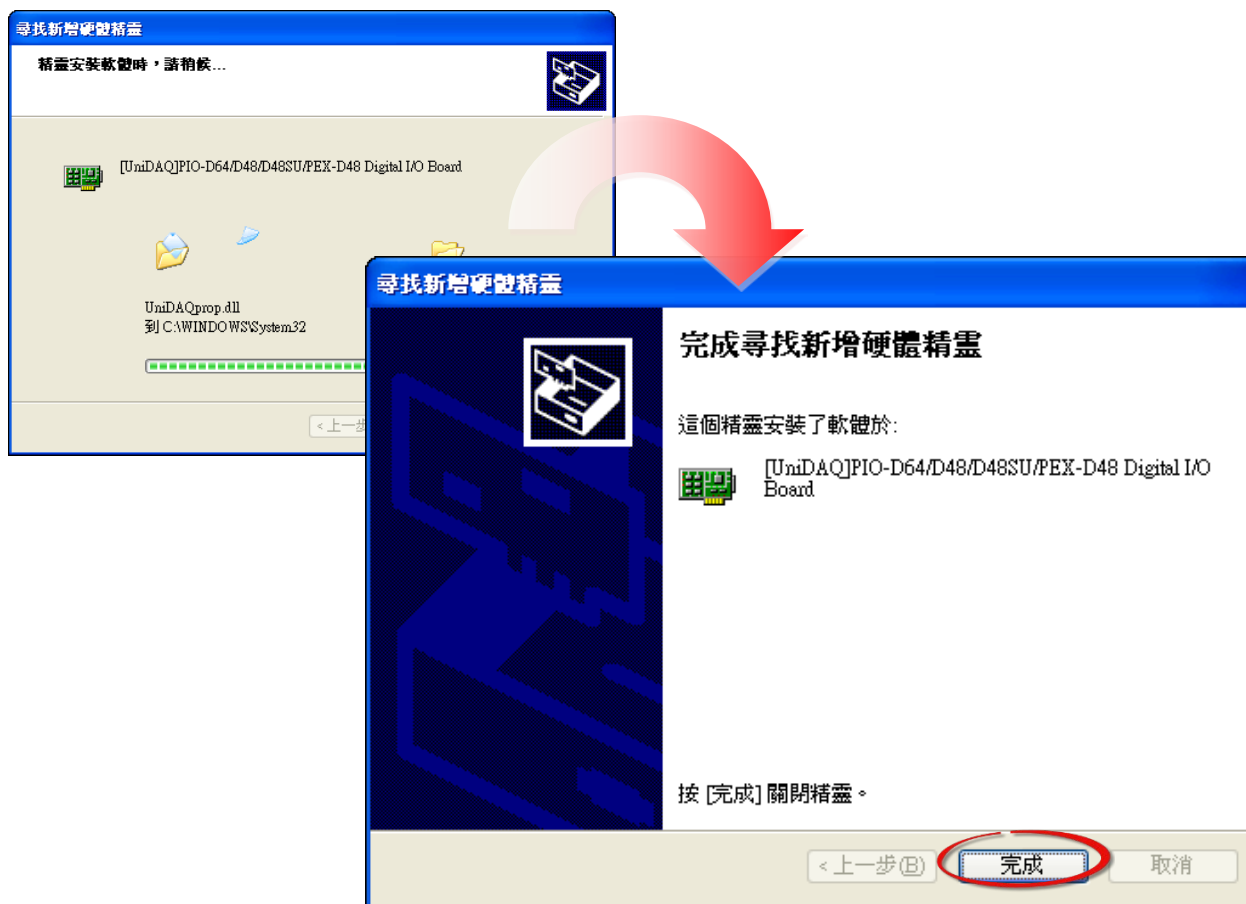 尋找新增硬體精靈
精靈安裝軟體時，請稍候...
[UniDAQ]PIO-D64/D48/D48SU/PEX-D48 Digital I/O Board
UniDAQprop.dll
到 C:\WINDOWS\System32
<上一步
尋找新增硬體精靈
完成尋找新增硬體精靈
這個精靈安裝了軟體於:
[UniDAQ]PIO-D64/D48/D48SU/PEX-D48 Digital I/O
Board
按 [完成] 關閉精靈。
<上一步(B) 完成 取消